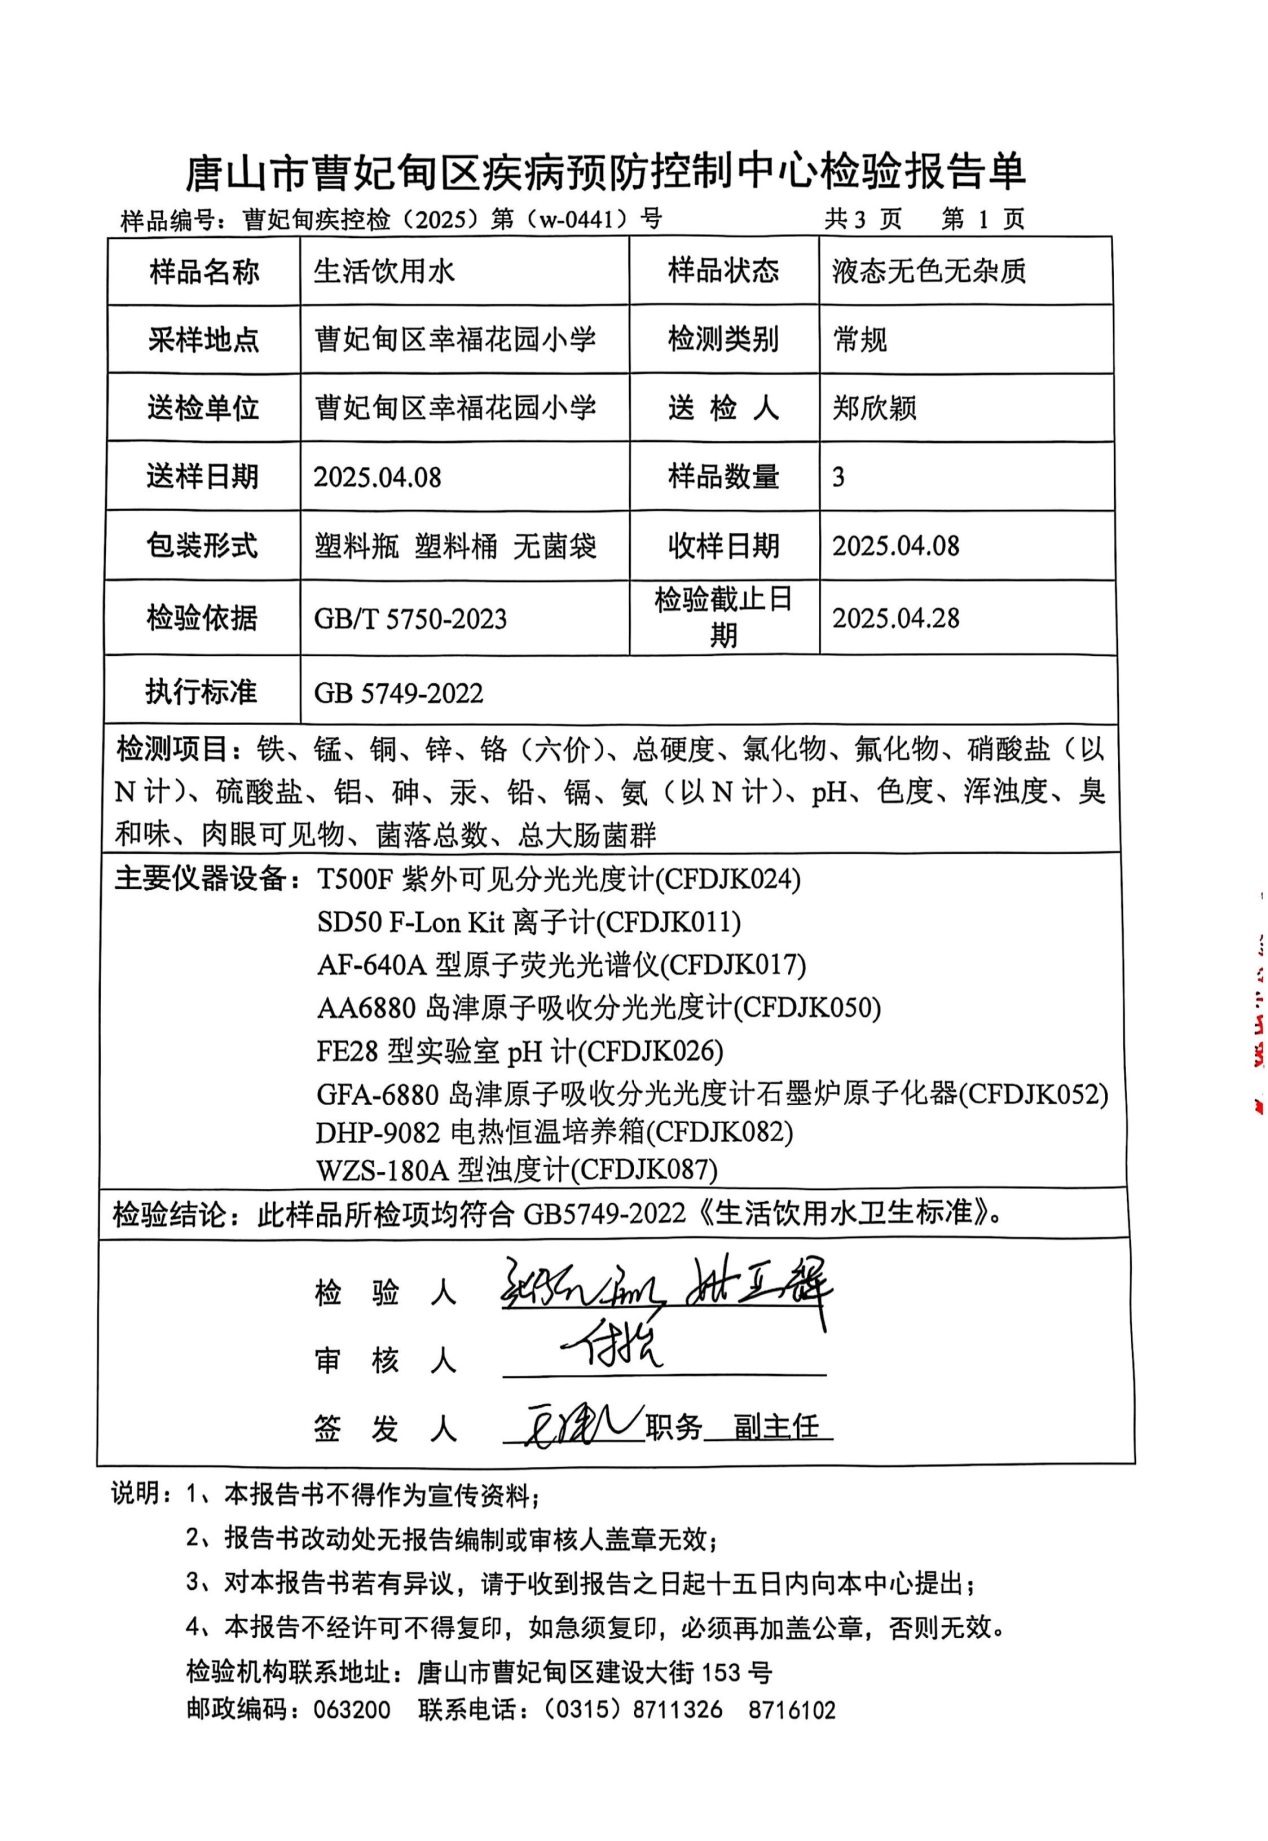 唐山市曹妃甸区疾病预防控制中心检验报告单
样品编号：曹妃甸疾控检（2025）第（w-0441）号 共 3 页 第 1 页
样品名称 生活饮用水 样品状态 液态无色无杂质
采样地点 曹妃甸区幸福花园小学 检测类别 常规
送检单位 曹妃甸区幸福花园小学 送 检 人 郑欣颖
送样日期 2025.04.08 样品数量 3
包装形式 塑料瓶 塑料桶 无菌袋 收样日期 2025.04.08
检验依据 GB/T 5750-2023 检验截止日期 2025.04.28
执行标准 GB 5749-2022
检测项目：铁、锰、铜、锌、铬（六价）、总硬度、氯化物、氟化物、硝酸盐（以
N 计）、硫酸盐、铝、砷、汞、铅、镉、氨（以 N 计）、pH、色度、浑浊度、臭
和味、肉眼可见物、菌落总数、总大肠菌群
主要仪器设备：T500F 紫外可见分光光度计(CFDJK024)
SD50 F-Lon Kit 离子计(CFDJK011)
AF-640A 型原子荧光光谱仪(CFDJK017)
AA6880 岛津原子吸收分光光度计(CFDJK050)
FE28 型实验室 pH 计(CFDJK026)
GFA-6880 岛津原子吸收分光光度计石墨炉原子化器(CFDJK052)
DHP-9082 电热恒温培养箱(CFDJK082)
WZS-180A 型浊度计(CFDJK087)
检验结论：此样品所检项均符合 GB5749-2022《生活饮用水卫生标准》。
检 验 人
审 核 人
签 发 人 职务 副主任
说明：1、本报告书不得作为宣传资料；
2、报告书改动处无报告编制或审核人盖章无效；
3、对本报告书若有异议，请于收到报告之日起十五日内向本中心提出；
4、本报告不经许可不得复印，如急须复印，必须再加盖公章，否则无效。
检验机构联系地址：唐山市曹妃甸区建设大街 153 号
邮政编码：063200 联系电话：（0315）8711326 8716102